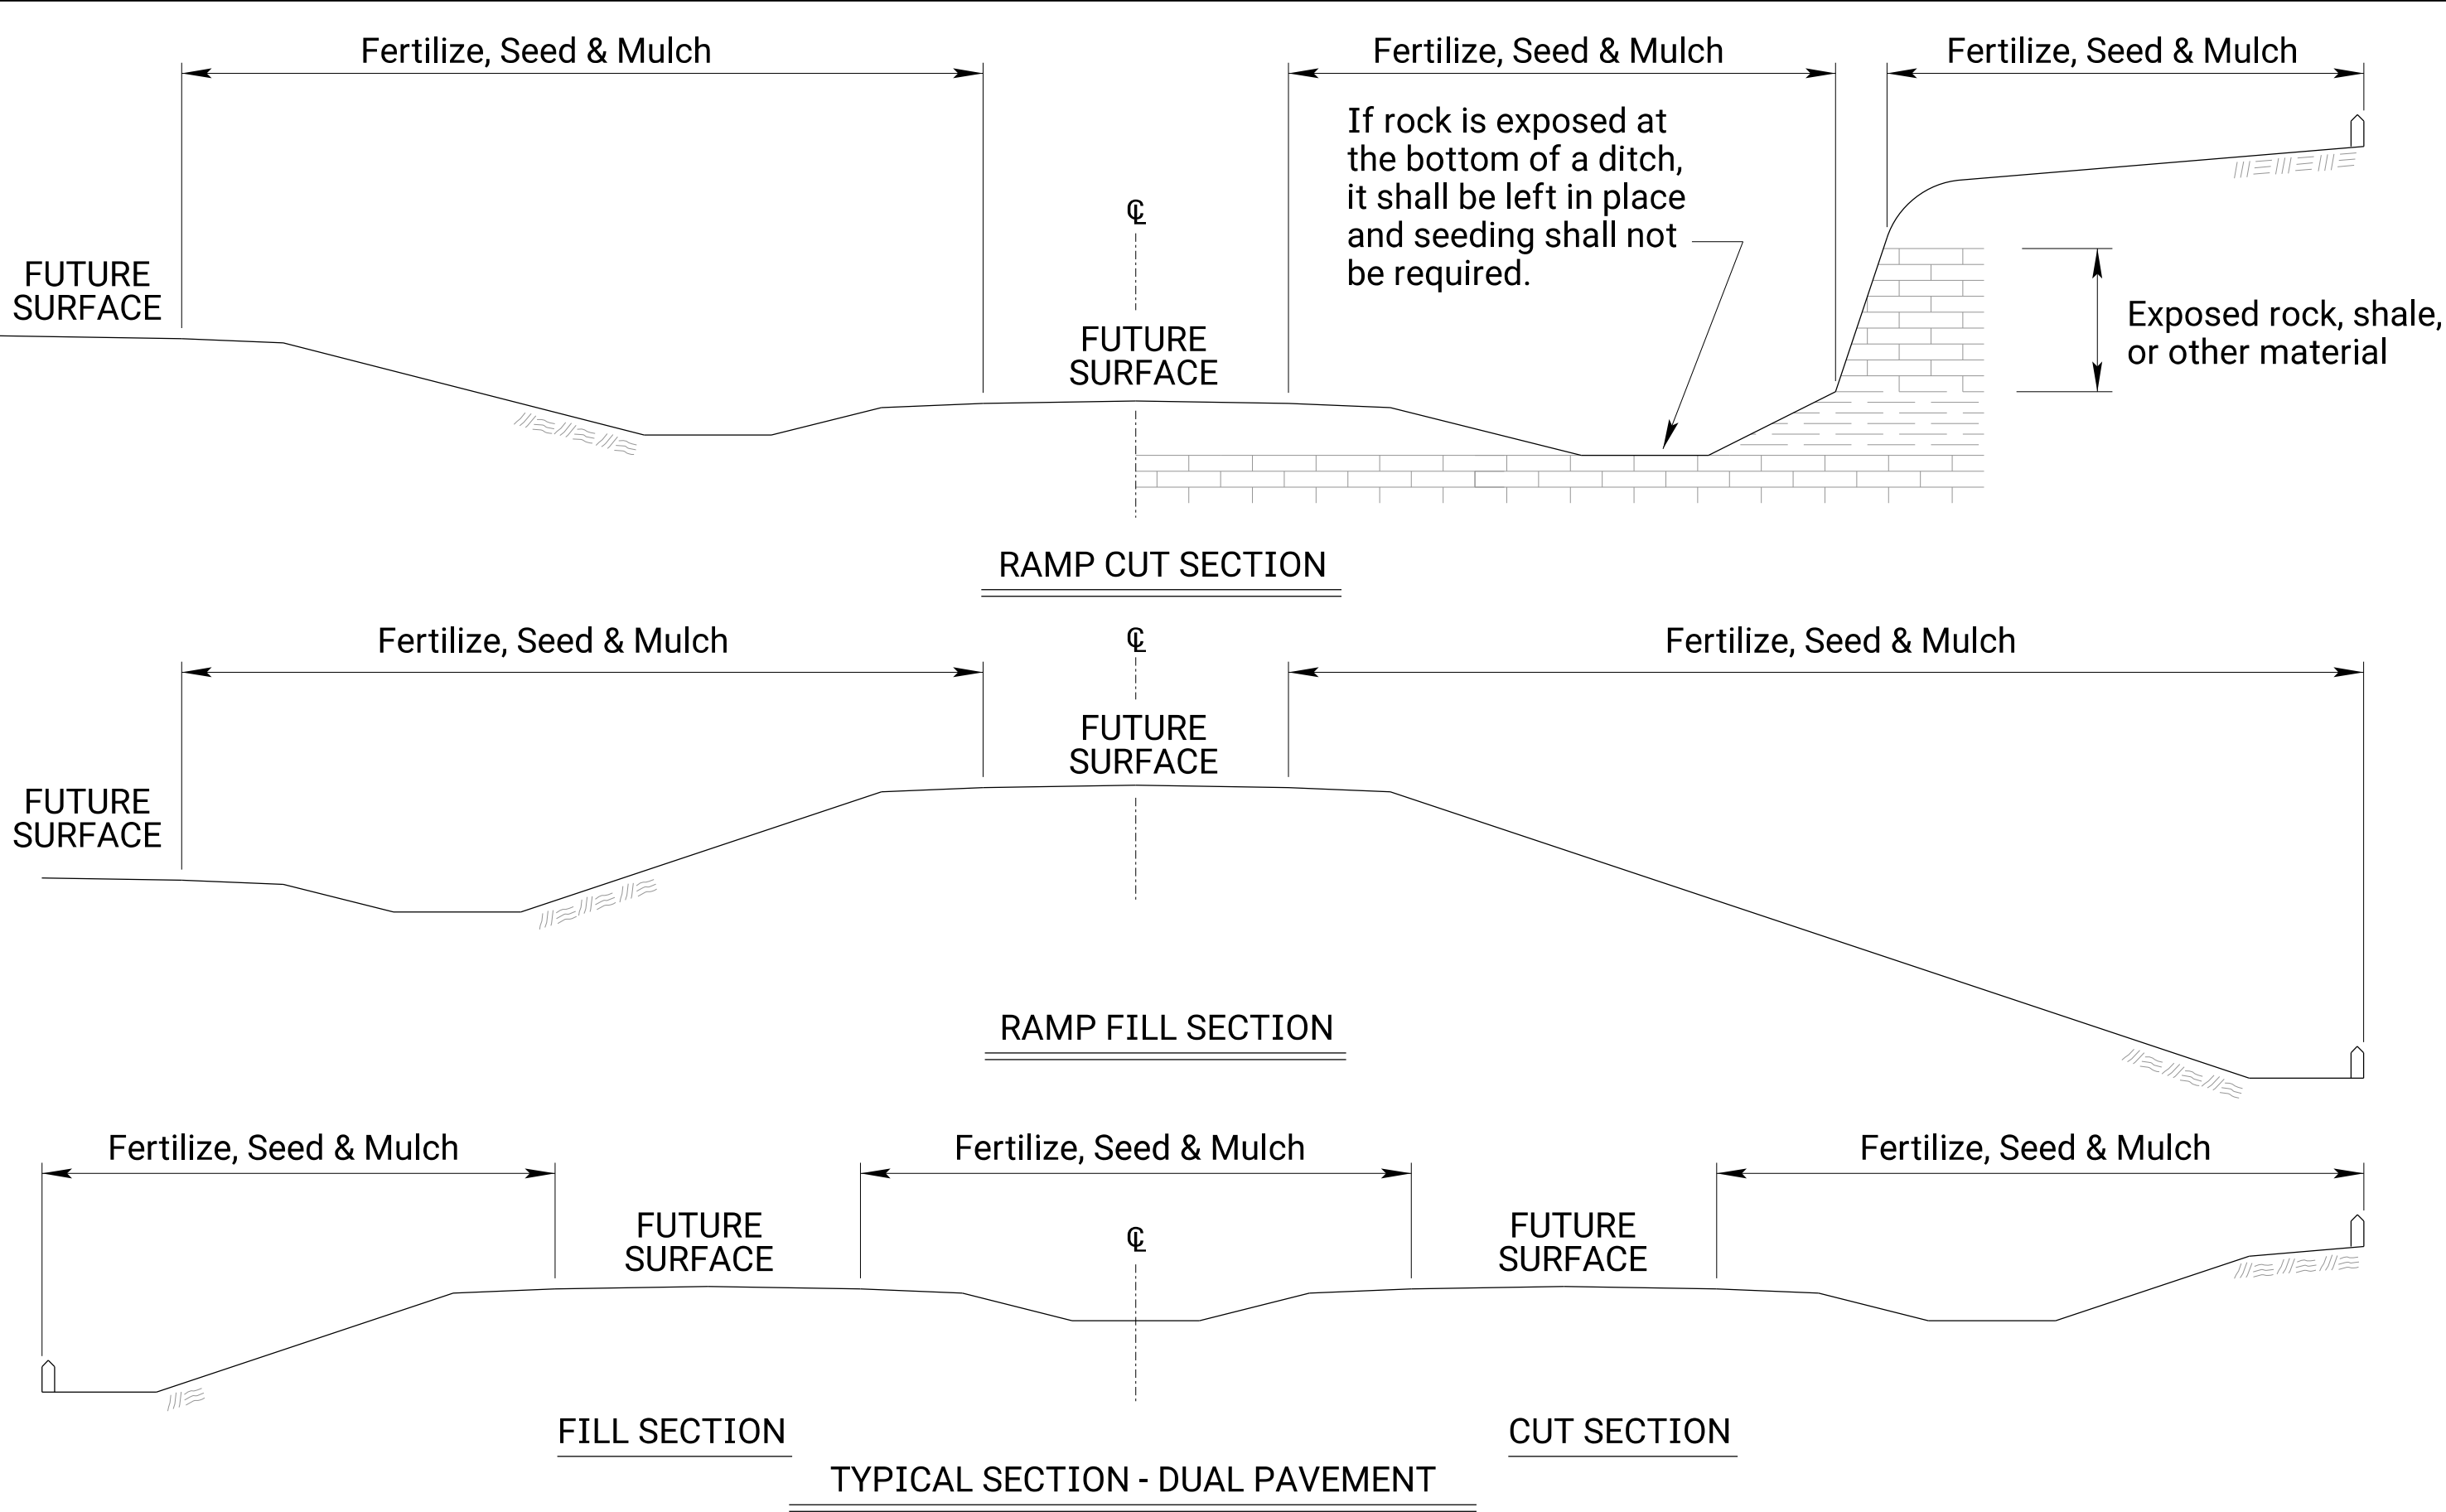 Fertilize, Seed & Mulch
Fertilize, Seed & Mulch
Fertilize, Seed & Mulch
If rock is exposed at
the bottom of a ditch,
it shall be left in place
and seeding shall not
be required.
℄
FUTURE
SURFACE
FUTURE
SURFACE
Exposed rock, shale,
or other material
RAMP CUT SECTION
Fertilize, Seed & Mulch
℄
Fertilize, Seed & Mulch
FUTURE
SURFACE
FUTURE
SURFACE
RAMP FILL SECTION
Fertilize, Seed & Mulch
Fertilize, Seed & Mulch
Fertilize, Seed & Mulch
FUTURE
SURFACE
℄
FUTURE
SURFACE
FILL SECTION
CUT SECTION
TYPICAL SECTION - DUAL PAVEMENT